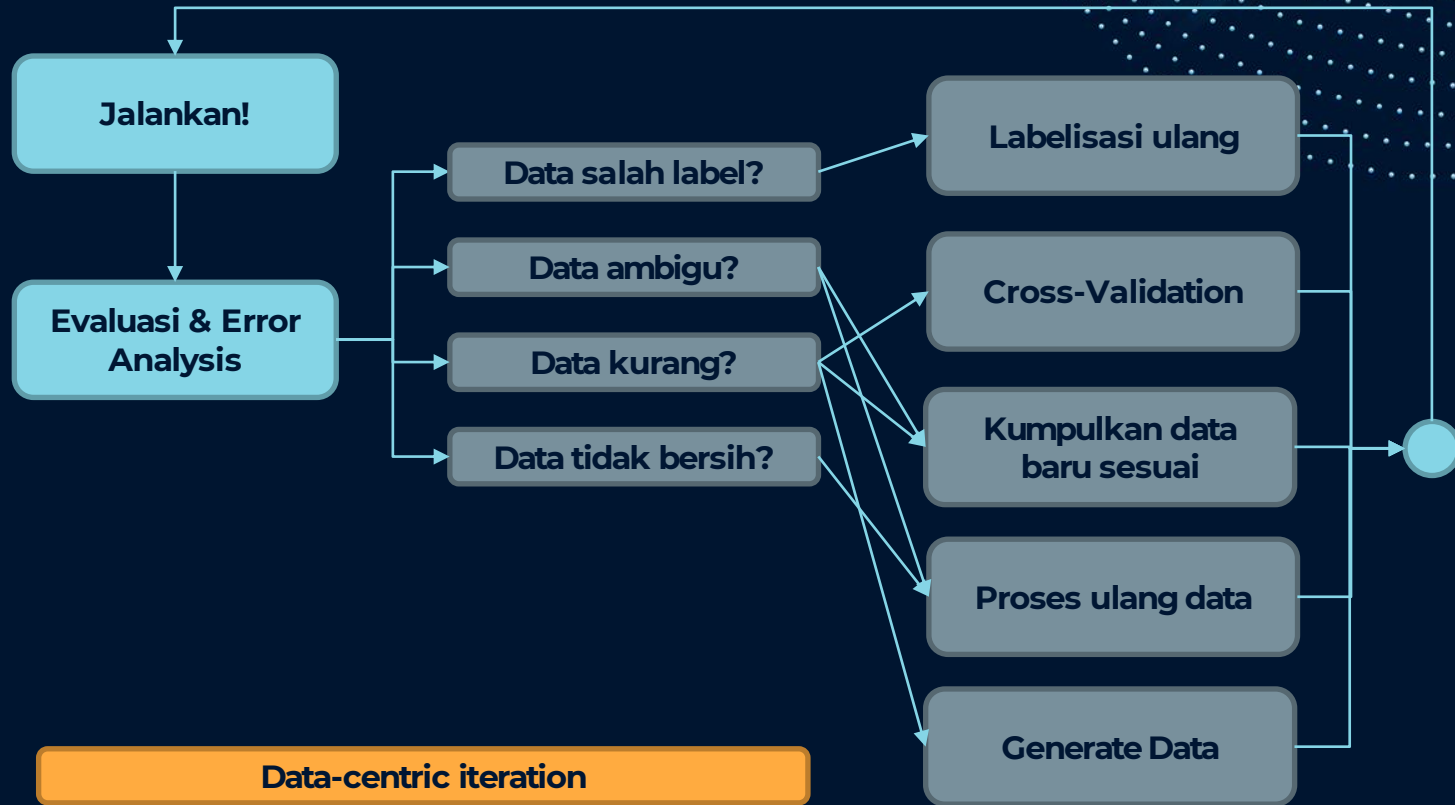 Jalankan!
Evaluasi & Error
Analysis
Data salah label?
Data ambigu?
Data kurang?
Data tidak bersih?
Labelisasi ulang
Cross-Validation
Kumpulkan data
baru sesuai
Proses ulang data
Generate Data
Data-centric iteration